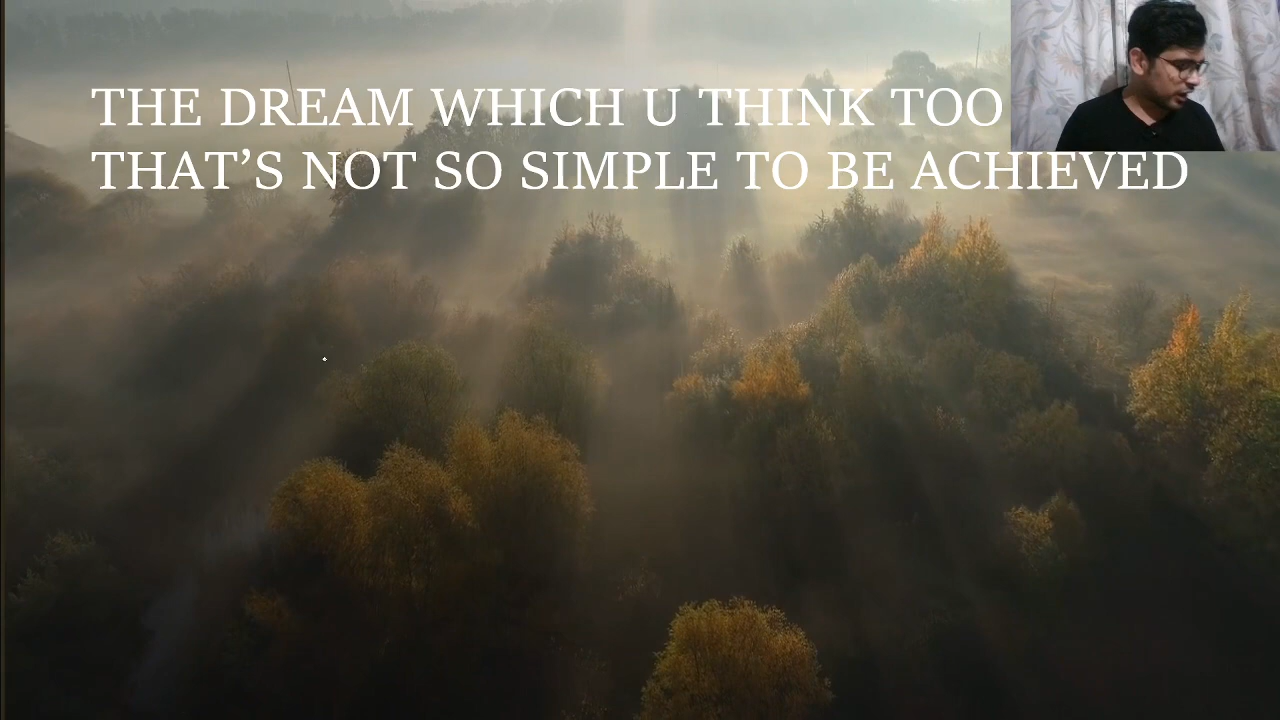 THE DREAM WHICH U THINK TOO
THAT’S NOT SO SIMPLE TO BE ACHIEVED